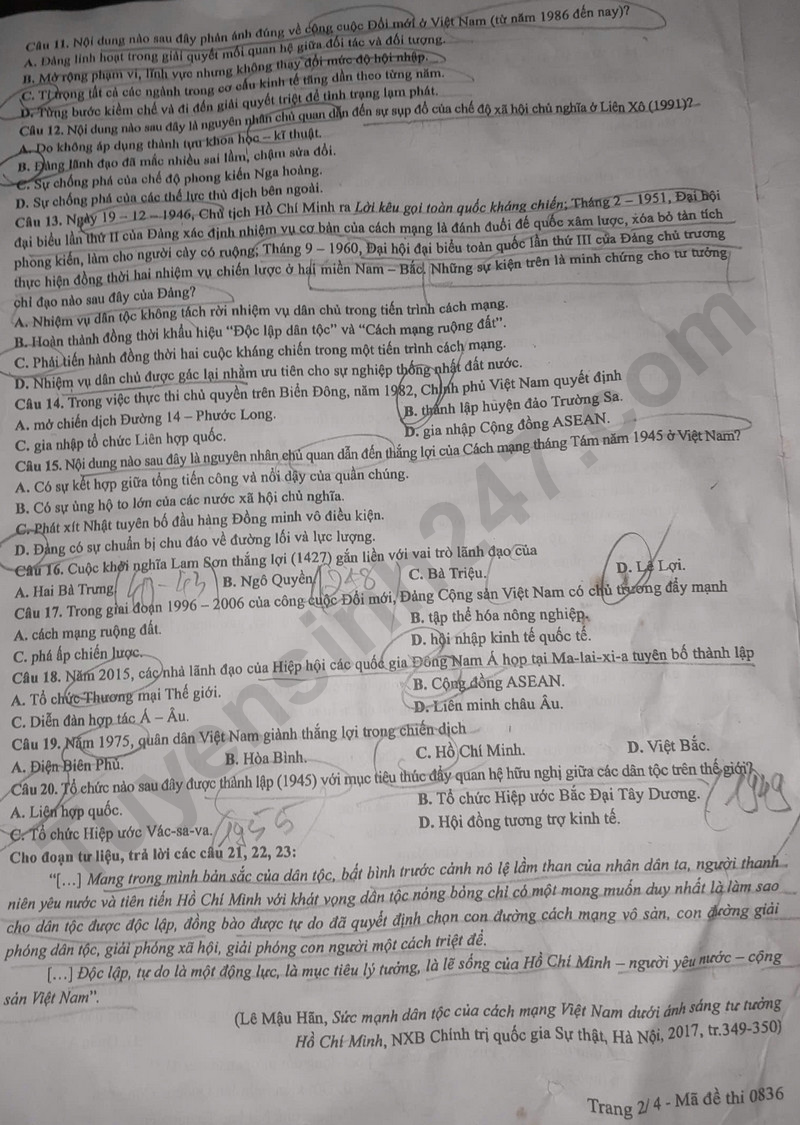 Câu 11. Nội dung nào sau đây phản ánh đúng về công cuộc Đổi mới ở Việt Nam (từ năm 1986 đến nay)?
A. Đảng linh hoạt trong giải quyết mối quan hệ giữa đối tác và đối tượng.
B. Mở rộng phạm vi, lĩnh vực nhưng không thay đổi mức độ hội nhập.
C. Tỉ trọng tất cả các ngành trong cơ cấu kinh tế tăng dần theo từng năm.
D. Từng bước kiềm chế và đi đến giải quyết triệt để tình trạng lạm phát.
Câu 12. Nội dung nào sau đây là nguyên nhân chủ quan dẫn đến sự sụp đổ của chế độ xã hội chủ nghĩa ở Liên Xô (1991)?
A. Do không áp dụng thành tựu khoa học – kĩ thuật.
B. Đảng lãnh đạo đã mắc nhiều sai lầm, chậm sửa đổi.
C. Sự chống phá của chế độ phong kiến Nga hoàng.
D. Sự chống phá của các thế lực thù địch bên ngoài.
Câu 13. Ngày 19 – 12 – 1946, Chủ tịch Hồ Chí Minh ra Lời kêu gọi toàn quốc kháng chiến; Tháng 2 – 1951, Đại hội
đại biểu lần thứ II của Đảng xác định nhiệm vụ cơ bản của cách mạng là đánh đuổi đế quốc xâm lược, xóa bỏ tàn tích
phong kiến, làm cho người cày có ruộng; Tháng 9 – 1960, Đại hội đại biểu toàn quốc lần thứ III của Đảng chủ trương
thực hiện đồng thời hai nhiệm vụ chiến lược ở hai miền Nam – Bắc. Những sự kiện trên là minh chứng cho tư tưởng
chỉ đạo nào sau đây của Đảng?
A. Nhiệm vụ dân tộc không tách rời nhiệm vụ dân chủ trong tiến trình cách mạng.
B. Hoàn thành đồng thời khẩu hiệu “Độc lập dân tộc” và “Cách mạng ruộng đất”.
C. Phải tiến hành đồng thời hai cuộc kháng chiến trong một tiến trình cách mạng.
D. Nhiệm vụ dân chủ được gác lại nhằm ưu tiên cho sự nghiệp thống nhất đất nước.
Câu 14. Trong việc thực thi chủ quyền trên Biển Đông, năm 1982, Chính phủ Việt Nam quyết định
A. mở chiến dịch Đường 14 – Phước Long. B. thành lập huyện đảo Trường Sa.
C. gia nhập tổ chức Liên hợp quốc. D. gia nhập Cộng đồng ASEAN.
Câu 15. Nội dung nào sau đây là nguyên nhân chủ quan dẫn đến thắng lợi của Cách mạng tháng Tám năm 1945 ở Việt Nam?
A. Có sự kết hợp giữa tổng tiến công và nổi dậy của quần chúng.
B. Có sự ủng hộ to lớn của các nước xã hội chủ nghĩa.
C. Phát xít Nhật tuyên bố đầu hàng Đồng minh vô điều kiện.
D. Đảng có sự chuẩn bị chu đáo về đường lối và lực lượng.
Câu 16. Cuộc khởi nghĩa Lam Sơn thắng lợi (1427) gắn liền với vai trò lãnh đạo của
A. Hai Bà Trưng. 40 - 43 B. Ngô Quyền. 248 C. Bà Triệu. D. Lê Lợi.
Câu 17. Trong giai đoạn 1996 – 2006 của công cuộc Đổi mới, Đảng Cộng sản Việt Nam có chủ trương đẩy mạnh
A. cách mạng ruộng đất. B. tập thể hóa nông nghiệp.
C. phá ấp chiến lược. D. hội nhập kinh tế quốc tế.
Câu 18. Năm 2015, các nhà lãnh đạo của Hiệp hội các quốc gia Đông Nam Á họp tại Ma-lai-xi-a tuyên bố thành lập
A. Tổ chức Thương mại Thế giới. B. Cộng đồng ASEAN.
C. Diễn đàn hợp tác Á – Âu. D. Liên minh châu Âu.
Câu 19. Năm 1975, quân dân Việt Nam giành thắng lợi trong chiến dịch
A. Điện Biên Phủ. B. Hòa Bình. C. Hồ Chí Minh. D. Việt Bắc.
Câu 20. Tổ chức nào sau đây được thành lập (1945) với mục tiêu thúc đẩy quan hệ hữu nghị giữa các dân tộc trên thế giới?
A. Liên hợp quốc. B. Tổ chức Hiệp ước Bắc Đại Tây Dương. 1949
C. Tổ chức Hiệp ước Vác-sa-va. 1955 D. Hội đồng tương trợ kinh tế.
Cho đoạn tư liệu, trả lời các câu 21, 22, 23:
“[…] Mang trong mình bản sắc của dân tộc, bất bình trước cảnh nô lệ lầm than của nhân dân ta, người thanh
niên yêu nước và tiên tiến Hồ Chí Minh với khát vọng dân tộc nóng bỏng chỉ có một mong muốn duy nhất là làm sao
cho dân tộc được độc lập, đồng bào được tự do đã quyết định chọn con đường cách mạng vô sản, con đường giải
phóng dân tộc, giải phóng xã hội, giải phóng con người một cách triệt để.
[…] Độc lập, tự do là một động lực, là mục tiêu lý tưởng, là lẽ sống của Hồ Chí Minh – người yêu nước – cộng
sản Việt Nam”.
(Lê Mậu Hãn, Sức mạnh dân tộc của cách mạng Việt Nam dưới ánh sáng tư tưởng
Hồ Chí Minh, NXB Chính trị quốc gia Sự thật, Hà Nội, 2017, tr.349-350)
Trang 2/ 4 - Mã đề thi 0836
Tuyensinh247.com